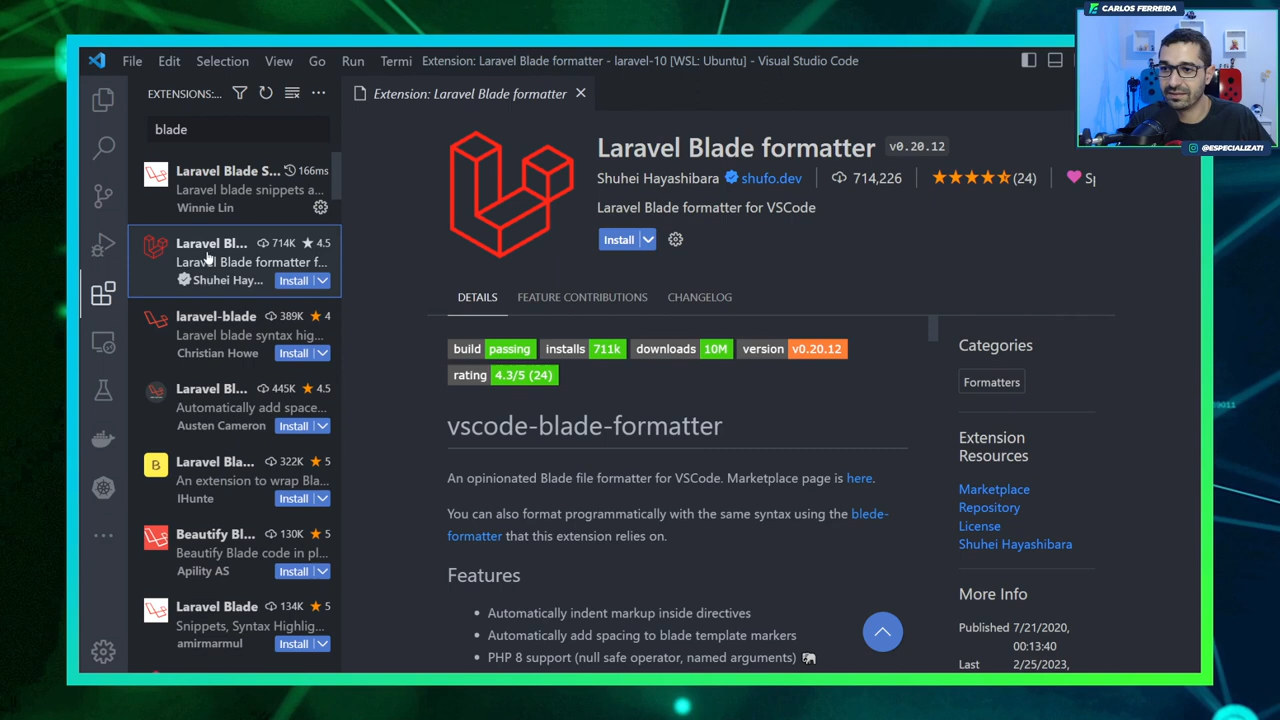 CARLOS FERREIRA
@ESPECIALIZATI
File Edit Selection View Go Run Termi Extension: Laravel Blade formatter - laravel-10 [WSL: Ubuntu] - Visual Studio Code
EXTENSIONS:...
Extension: Laravel Blade formatter
blade
Laravel Blade S... 166ms
Laravel blade snippets a...
Winnie Lin
Laravel Bl... 714K 4.5
Laravel Blade formatter f...
Shuhei Hay... Install
laravel-blade 389K 4
Laravel blade syntax hig...
Christian Howe Install
Laravel Bl... 445K 4.5
Automatically add space...
Austen Cameron Install
B
Laravel Bla... 322K 5
An extension to wrap Bla...
IHunte Install
Beautify Bl... 130K 5
Beautify Blade code in pl...
Apility AS Install
Laravel Blade 134K 5
Snippets, Syntax Highlig...
amirmarmul Install
Laravel Blade formatter v0.20.12
Shuhei Hayashibara shufo.dev 714,226 (24) Sp
Laravel Blade formatter for VSCode
Install
DETAILS FEATURE CONTRIBUTIONS CHANGELOG
build passing installs 711k downloads 10M version v0.20.12
rating 4.3/5 (24)
vscode-blade-formatter
An opinionated Blade file formatter for VSCode. Marketplace page is here.
You can also format programmatically with the same syntax using the blede-
formatter that this extension relies on.
Features
• Automatically indent markup inside directives
• Automatically add spacing to blade template markers
• PHP 8 support (null safe operator, named arguments) 🐘
Categories
Formatters
Extension
Resources
Marketplace
Repository
License
Shuhei Hayashibara
More Info
Published 7/21/2020,
00:13:40
Last 2/25/2023,